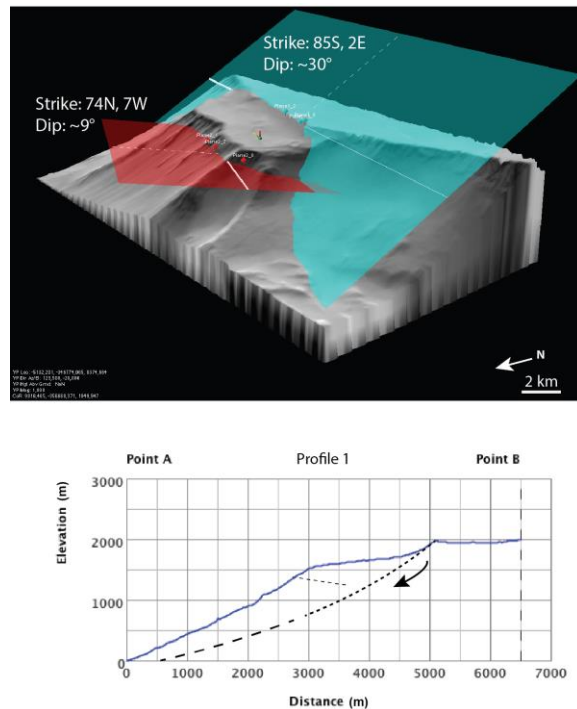 Strike: 85S, 2E
Dip: ~30°
Strike: 74N, 7W
Dip: ~9°
N
2 km
Point A Profile 1 Point B
Elevation (m)
3000
2000
1000
0
0 1000 2000 3000 4000 5000 6000 7000
Distance (m)